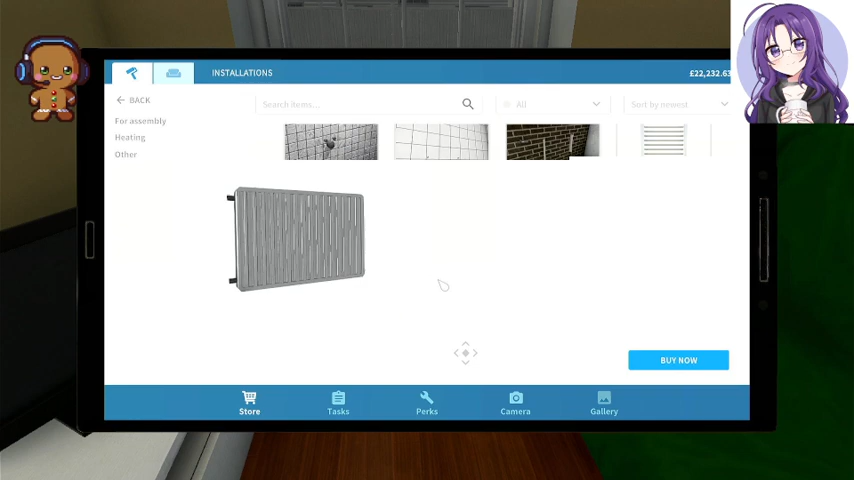 INSTALLATIONS
£22,232.63
BACK
Search items...
All
Sort by newest
For assembly
Heating
Other
BUY NOW
Store
Tasks
Perks
Camera
Gallery